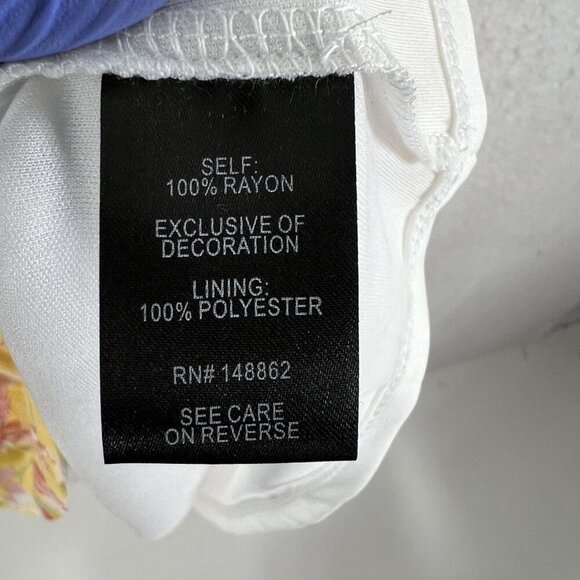 SELF:
100% RAYON
EXCLUSIVE OF
DECORATION
LINING:
100% POLYESTER
RN# 148862
SEE CARE
ON REVERSE